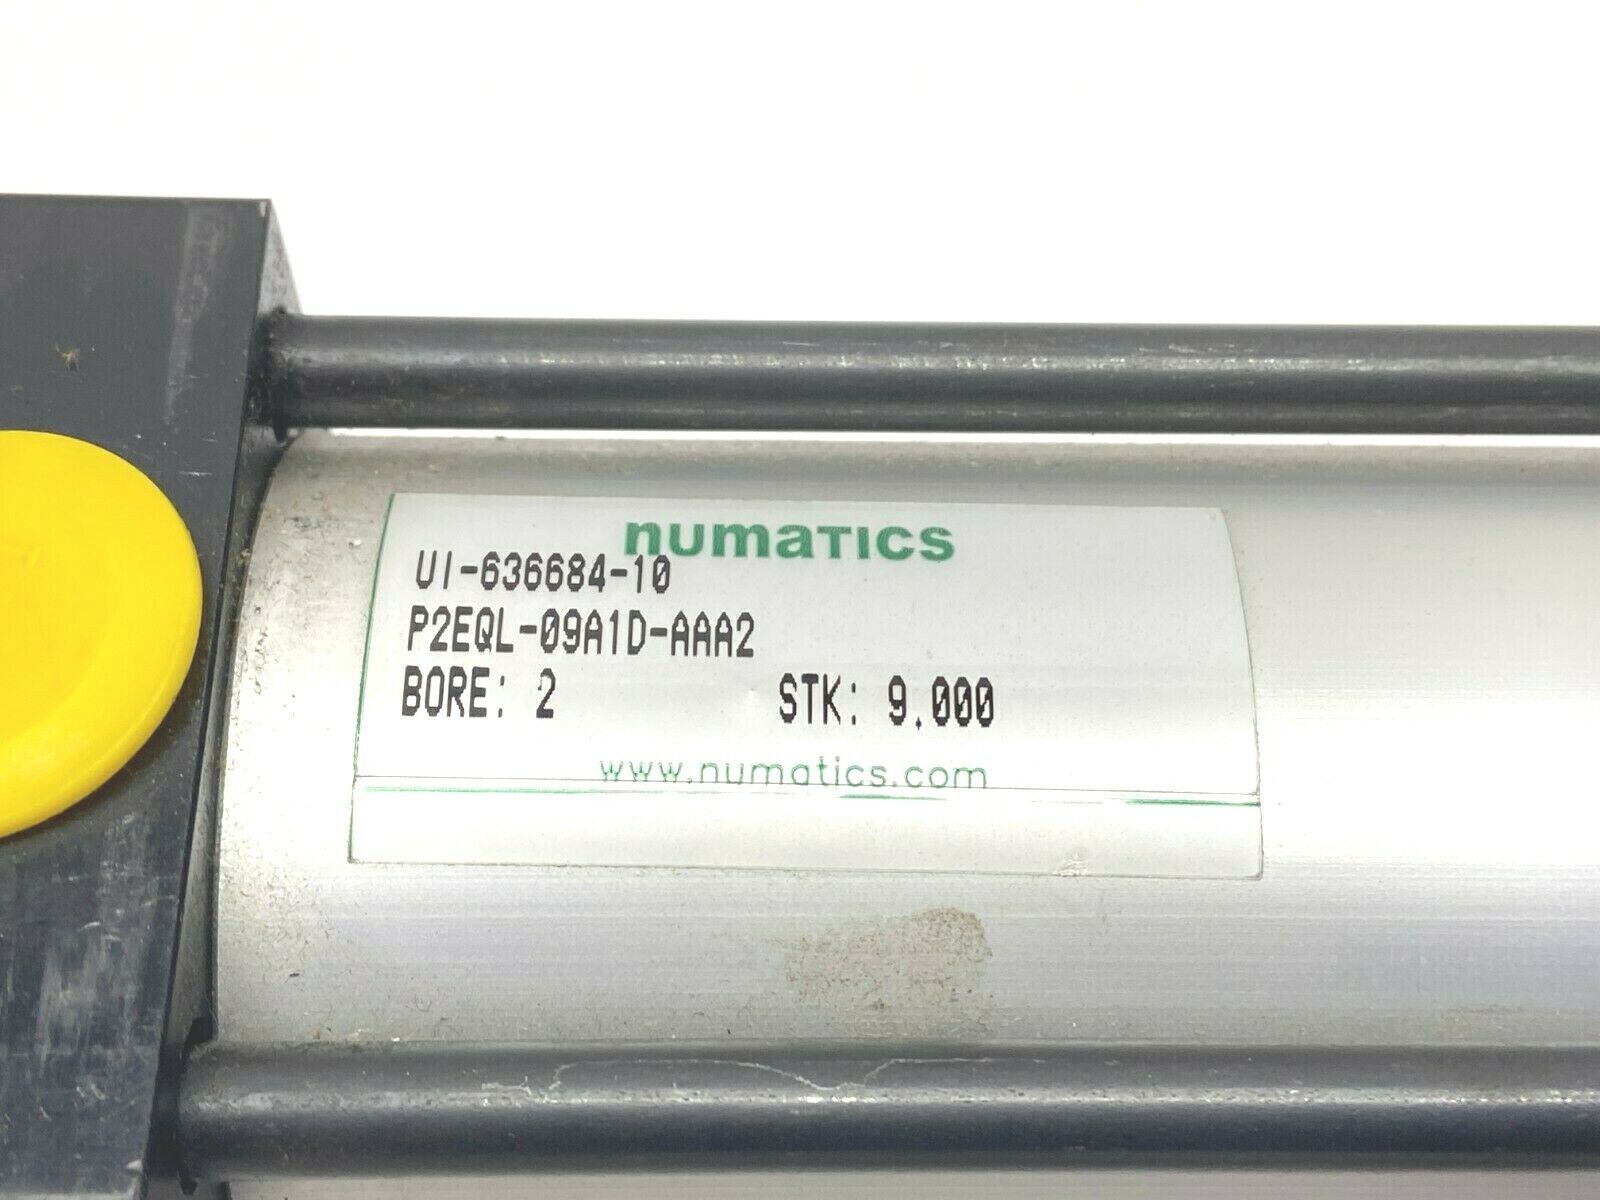 numatics
UI-636684-10
P2EQL-09A1D-AAA2
BORE: 2 STK: 9.000
www.numatics.com